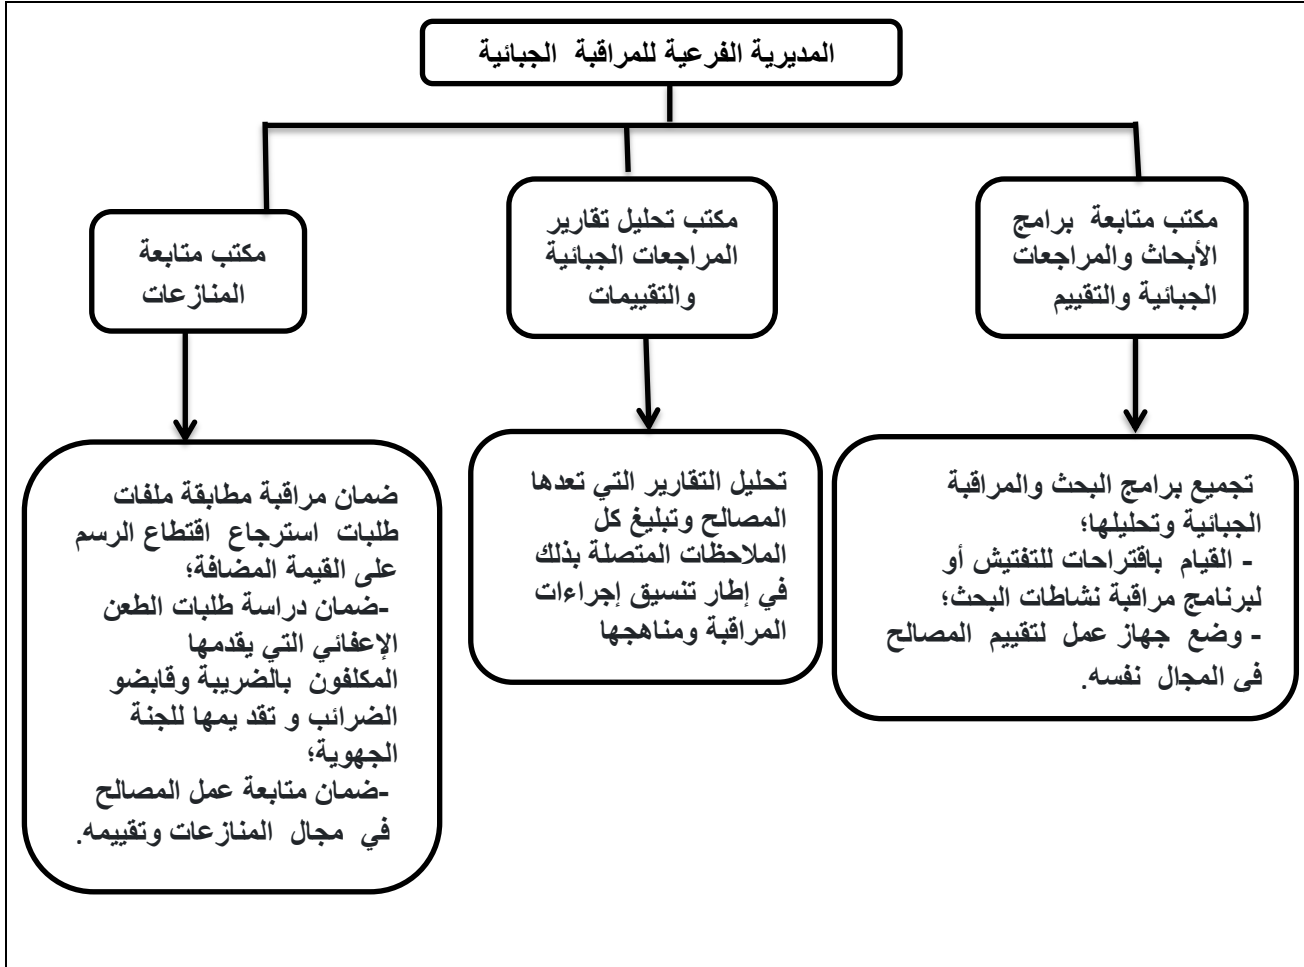 المديرية الفرعية للمراقبة الجبائية
مكتب متابعة برامج
الأبحاث والمراجعات
الجبائية والتقييم
مكتب تحليل تقارير
المراجعات الجبائية
والتقييمات
مكتب متابعة
المنازعات
تجميع برامج البحث والمراقبة
الجبائية وتحليلها؛
- القيام باقتراحات للتفتيش أو
لبرنامج مراقبة نشاطات البحث؛
- وضع جهاز عمل لتقييم المصالح
فى المجال نفسه.
تحليل التقارير التي تعدها
المصالح وتبليغ كل
الملاحظات المتصلة بذلك
في إطار تنسيق إجراءات
المراقبة ومناهجها
ضمان مراقبة مطابقة ملفات
طلبات استرجاع اقتطاع الرسم
على القيمة المضافة؛
-ضمان دراسة طلبات الطعن
الإعفائي التي يقدمها
المكلفون بالضريبة وقابضو
الضرائب و تقد يمها للجنة
الجهوية؛
-ضمان متابعة عمل المصالح
في مجال المنازعات وتقييمه.